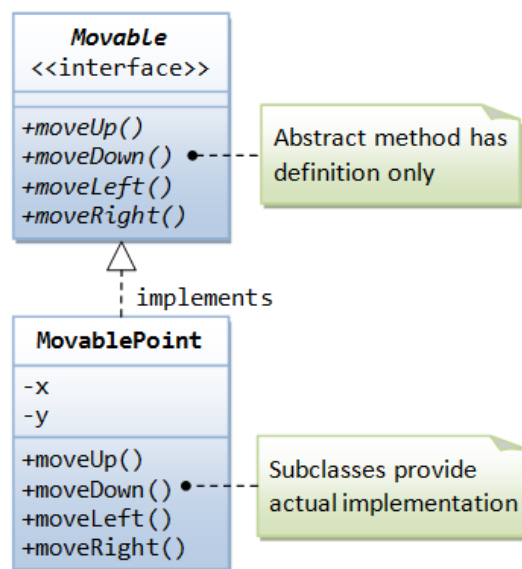 Movable
<<interface>>
+moveUp()
+moveDown()
+moveLeft()
+moveRight()
Abstract method has
definition only
implements
MovablePoint
-x
-y
+moveUp()
+moveDown()
+moveLeft()
+moveRight()
Subclasses provide
actual implementation